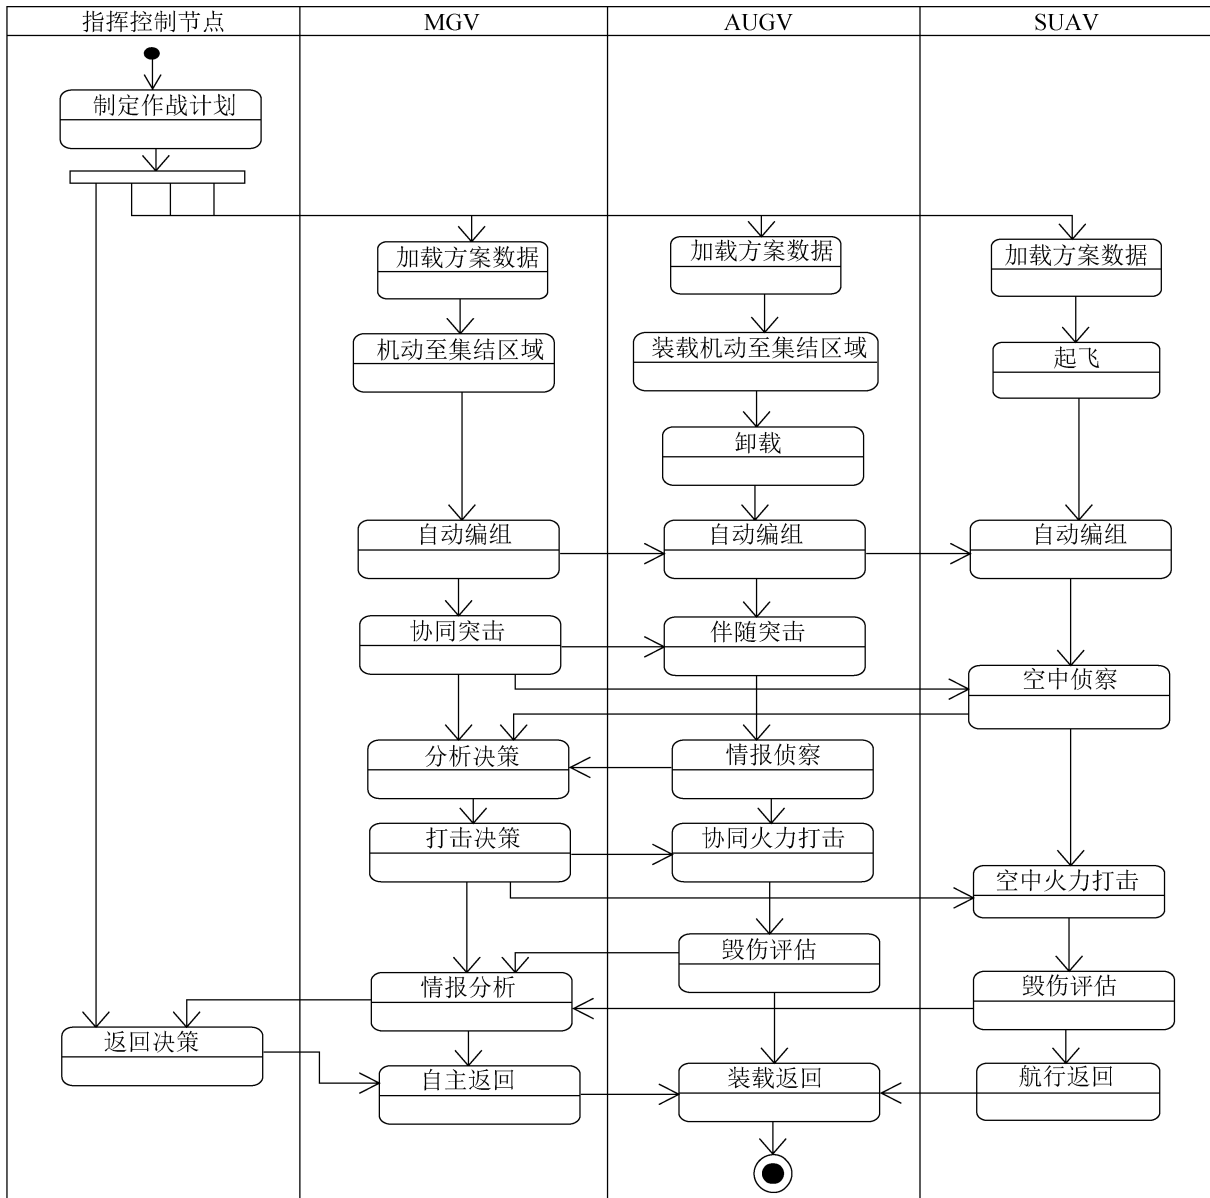 指挥控制节点
MGV
AUGV
SUAV
制定作战计划
加载方案数据
加载方案数据
加载方案数据
机动至集结区域
装载机动至集结区域
起飞
卸载
自动编组
自动编组
自动编组
协同突击
伴随突击
空中侦察
分析决策
情报侦察
打击决策
协同火力打击
空中火力打击
毁伤评估
情报分析
毁伤评估
返回决策
自主返回
装载返回
航行返回